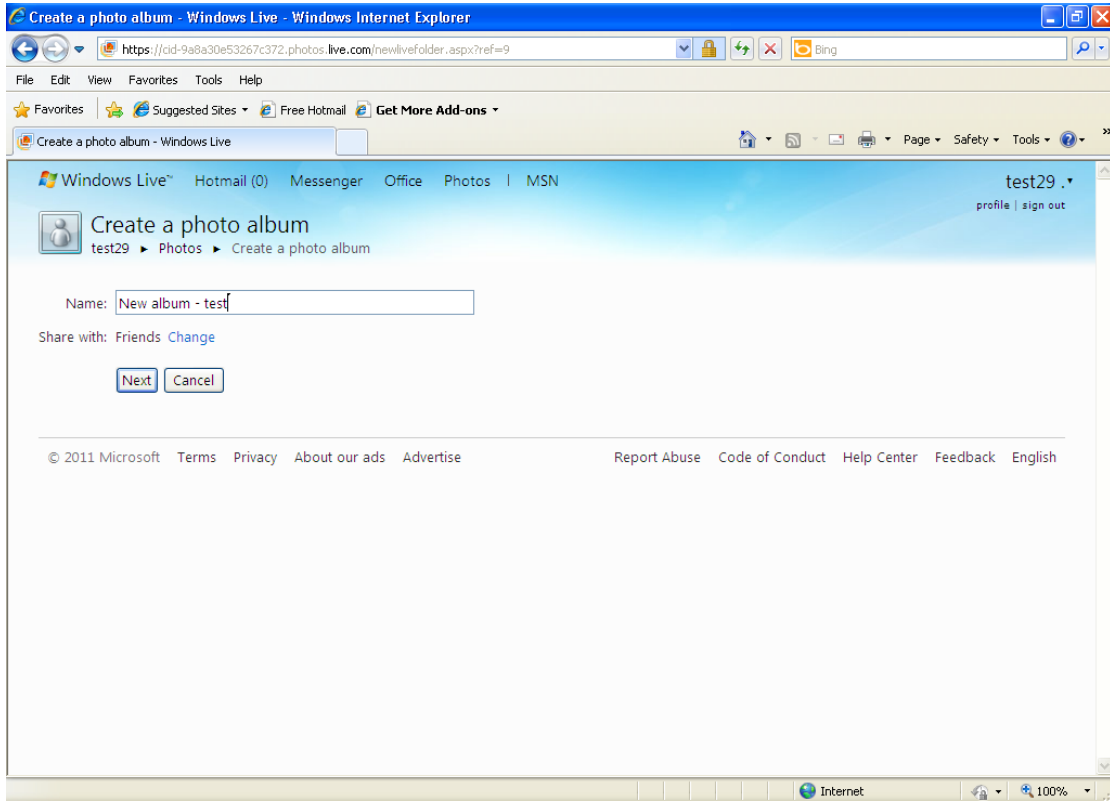 Create a photo album - Windows Live - Windows Internet Explorer
https://cid-9a8a30e53267c372.photos.live.com/newlivefolder.aspx?ref=9 Bing
File Edit View Favorites Tools Help
Favorites Suggested Sites Free Hotmail Get More Add-ons
Create a photo album - Windows Live Page Safety Tools »
Windows Live™ Hotmail (0) Messenger Office Photos | MSN test29 .
profile | sign out
Create a photo album
test29 ► Photos ► Create a photo album
Name: New album - test
Share with: Friends Change
Next Cancel
© 2011 Microsoft Terms Privacy About our ads Advertise Report Abuse Code of Conduct Help Center Feedback English
Internet 100%